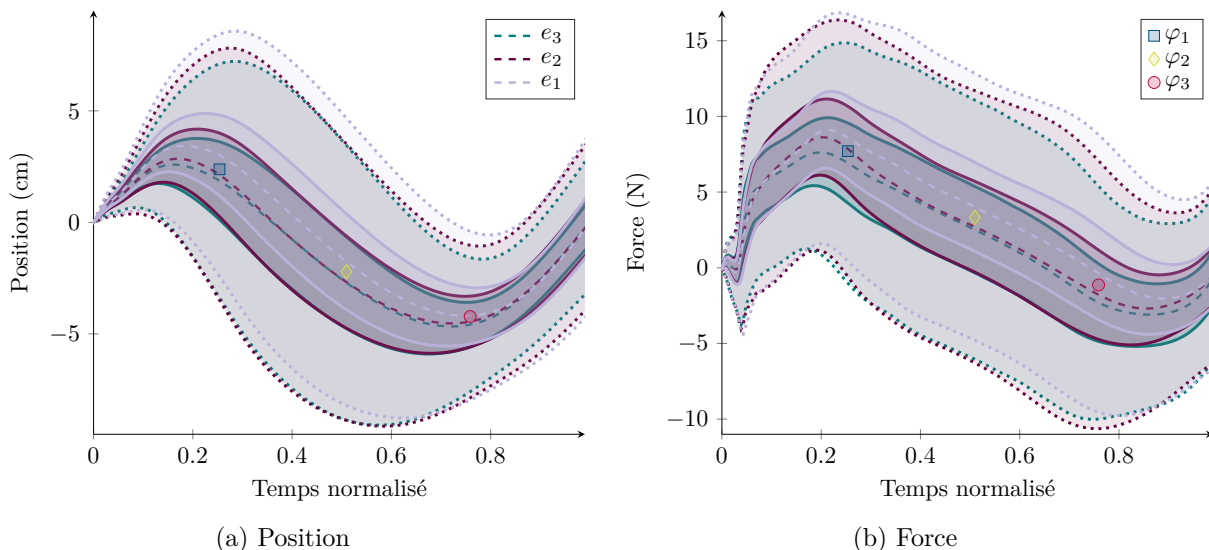 5
0
−5
Position (cm)
0
0.2
0.4
0.6
0.8
Temps normalisé
e3
e2
e1
(a) Position
15
10
5
0
−5
−10
Force (N)
0
0.2
0.4
0.6
0.8
Temps normalisé
φ1
φ2
φ3
(b) Force